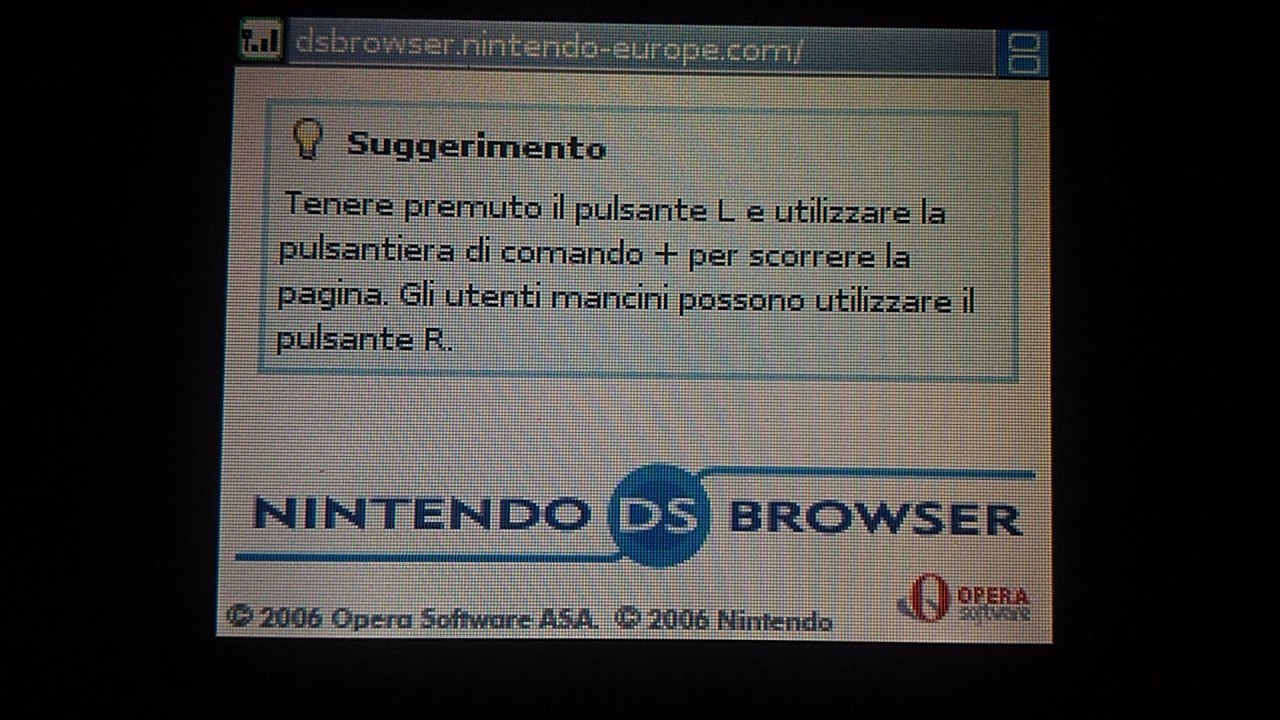 dsbrowser.nintendo-europe.com/
Suggerimento
Tenere premuto il pulsante L e utilizzare la
pulsantiera di comando + per scorrere la
pagina. Gli utenti mancini possono utilizzare il
pulsante R.
NINTENDO DS BROWSER
© 2006 Opera Software ASA. © 2006 Nintendo
OPERA
software